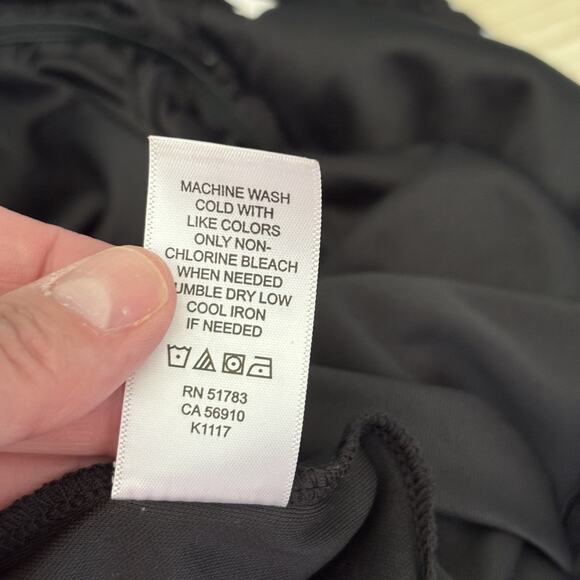 MACHINE WASH
COLD WITH
LIKE COLORS
ONLY NON-
CHLORINE BLEACH
WHEN NEEDED
UMBLE DRY LOW
COOL IRON
IF NEEDED
RN 51783
CA 56910
K1117